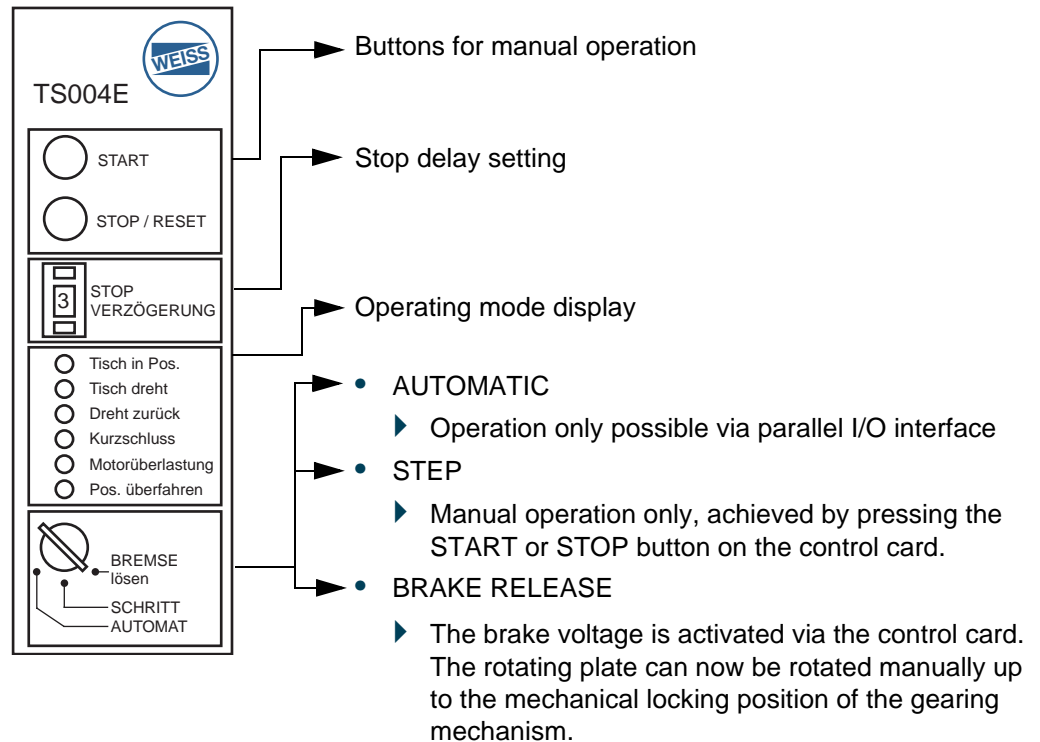 WEISS
TS004E
START
STOP / RESET
3
STOP
VERZÖGERUNG
Tisch in Pos.
Tisch dreht
Dreht zurück
Kurzschluss
Motorüberlastung
Pos. überfahren
BREMSE
lösen
SCHRITT
AUTOMAT
Buttons for manual operation
Stop delay setting
Operating mode display
• AUTOMATIC
Operation only possible via parallel I/O interface
• STEP
Manual operation only, achieved by pressing the
START or STOP button on the control card.
• BRAKE RELEASE
The brake voltage is activated via the control card.
The rotating plate can now be rotated manually up
to the mechanical locking position of the gearing
mechanism.